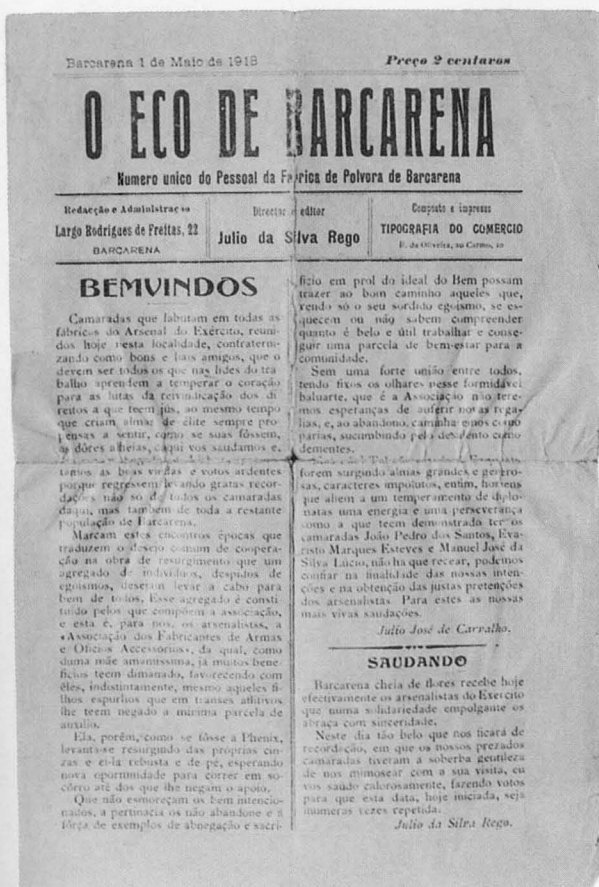 Barcarena 1 de Maio de 1918
Preço 2 centavos
O ECO DE BARCARENA
Numero unico do Pessoal da Fabrica de Polvora de Barcarena
Redacção e Administração
Largo Rodrigues de Freitas, 22
BARCARENA
Director e editor
Julio da Silva Rego
Composto e impresso
TIPOGRAFIA DO COMERCIO
R. da Oliveira, ao Carmo, 10
BEMVINDOS
Camaradas que labutam em todas as
fábricas do Arsenal do Exército, reuni-
dos hoje nesta localidade, contraterni-
zando como bons e leais amigos, que o
devem ser todos os que nas lides do tra-
balho aprendem a temperar o coração
para as lutas da reivindicação dos di-
reitos a que teem jús, ao mesmo tempo
que criam almas de élite sempre pro-
pensas a sentir, como se suas fôssem,
as dôres alheias, aqui vos saudamos e,
tamos as boas vindas e votos ardentes
porque regressem levando gratas recor-
dações não só de todos os camaradas
daqui, mas tambem de toda a restante
população de Barcarena.
Marcam estes encontros épocas que
traduzem o desejo comum de coopera-
ção na obra de resurgimento que um
agregado de individuos, despidos de
egoismos, desejam levar a cabo para
bem de todos. Esse agregado é consti-
tuido pelos que compõem a associação,
e esta é, para nós, os arsenalistas, a
«Associação dos Fabricantes de Armas
e Oficios Accessorios», da qual, como
duma mãe amantissima, já muitos bene-
ficios teem dimanado, favorecendo com
êles, indistintamente, mesmo aqueles fi-
lhos espurios que em transes aflitivos
lhe teem negado a minima parcela de
auxilio.
Ela, porém, como se fôsse a Phenix,
levanta-se resurgindo das próprias cin-
zas e ei-la rebusta e de pé, esperando
nova oportunidade para correr em so-
côrro até dos que lhe negam o apoio.
Que não esmoreçam os bem intencio-
nados, a pertinacia os não abandone e á
fôrça de exemplos de abnegação e sacri-
fizio em prol do ideal do Bem possam
trazer ao bom caminho aqueles que,
vendo só o seu sordido egoismo, se es-
quecem ou não sabem compreender
quanto é belo e útil trabalhar e conse-
guir uma parcela de bem-estar para a
comunidade.
Sem uma forte união entre todos,
tendo fixos os olhares nesse formidável
baluarte, que é a Associação não tere-
mos esperanças de auferir novas rega-
lias, e, ao abandono, caminharemos como
párias, sucumbindo pelo desalento como
dementes.
forem surgindo almas grandes e genero-
sas, caracteres impolutos, enfim, homens
que aliem a um temperamento de diplo-
matas uma energia e uma perseverança
como a que teem demonstrado ter os
camaradas João Pedro dos Santos, Eva-
risto Marques Esteves e Manuel José da
Silva Lucio, não ha que recear, podemos
confiar na finalidade das nossas inten-
ções e na obtenção das justas pretenções
dos arsenalistas. Para estes as nossas
mais vivas saudações.
Julio José de Carvalho.
SAUDANDO
Barcarena cheia de flores recebe hoje
efectivamente os arsenalistas do Exercito
que numa solidariedade empolgante os
abraça com sinceridade.
Neste dia tão belo que nos ficará de
recordação, em que os nossos prezados
camaradas tiveram a soberba gentileza
de nos mimosear com a sua visita, eu
vos saúdo calorosamente, fazendo votos
para que esta data, hoje iniciada, seja
inumeras vezes repetida.
Julio da Silva Rego.